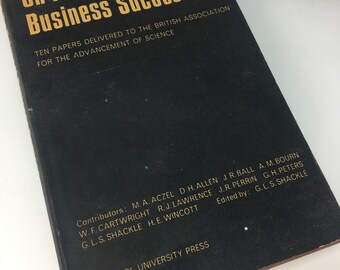 Business Succe
TEN PAPERS DELIVERED TO THE BRITISH ASSOCIATION
FOR THE ADVANCEMENT OF SCIENCE
Contributors: M. A. ACZEL D. H. ALLEN J. R. BALL A. M. BOURN
W. F. CARTWRIGHT R. J. LAWRENCE J. R. PERRIN G. H. PETERS
G. L. S. SHACKLE H. E. WINCOTT Edited by: G. L. S. SHACKLE
UNIVERSITY PRESS